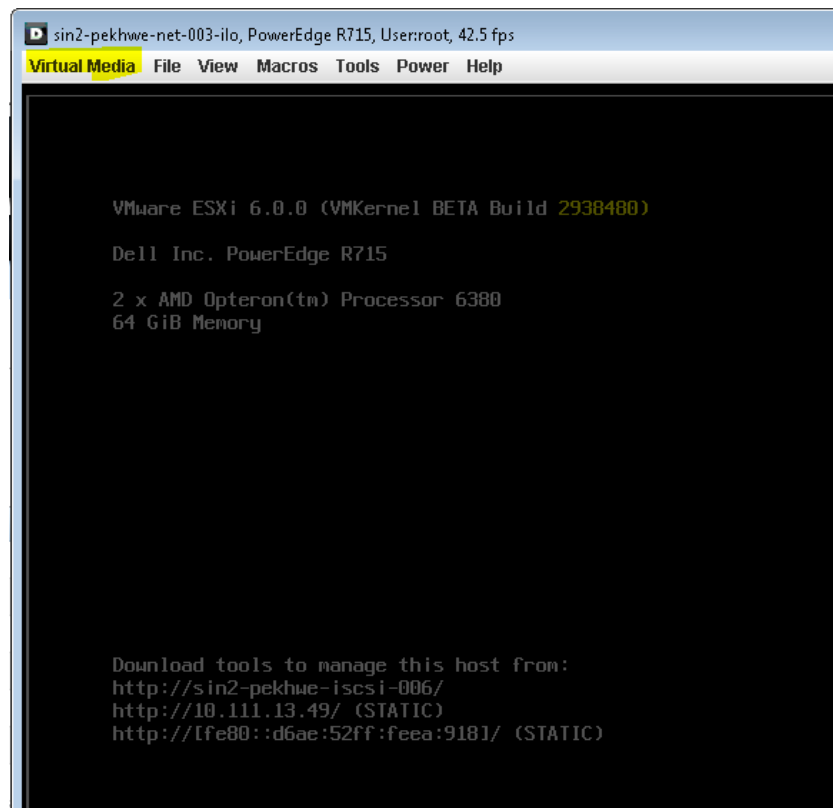 sin2-pekhwe-net-003-ilo, PowerEdge R715, User:root, 42.5 fps
Virtual Media File View Macros Tools Power Help
VMware ESXi 6.0.0 (VMKernel BETA Build 2938480)
Dell Inc. PowerEdge R715
2 x AMD Opteron(tm) Processor 6380
64 GiB Memory
Download tools to manage this host from:
http://sin2-pekhwe-iscsi-006/
http://10.111.13.49/ (STATIC)
http://[fe80::d6ae:52ff:feea:918]/ (STATIC)